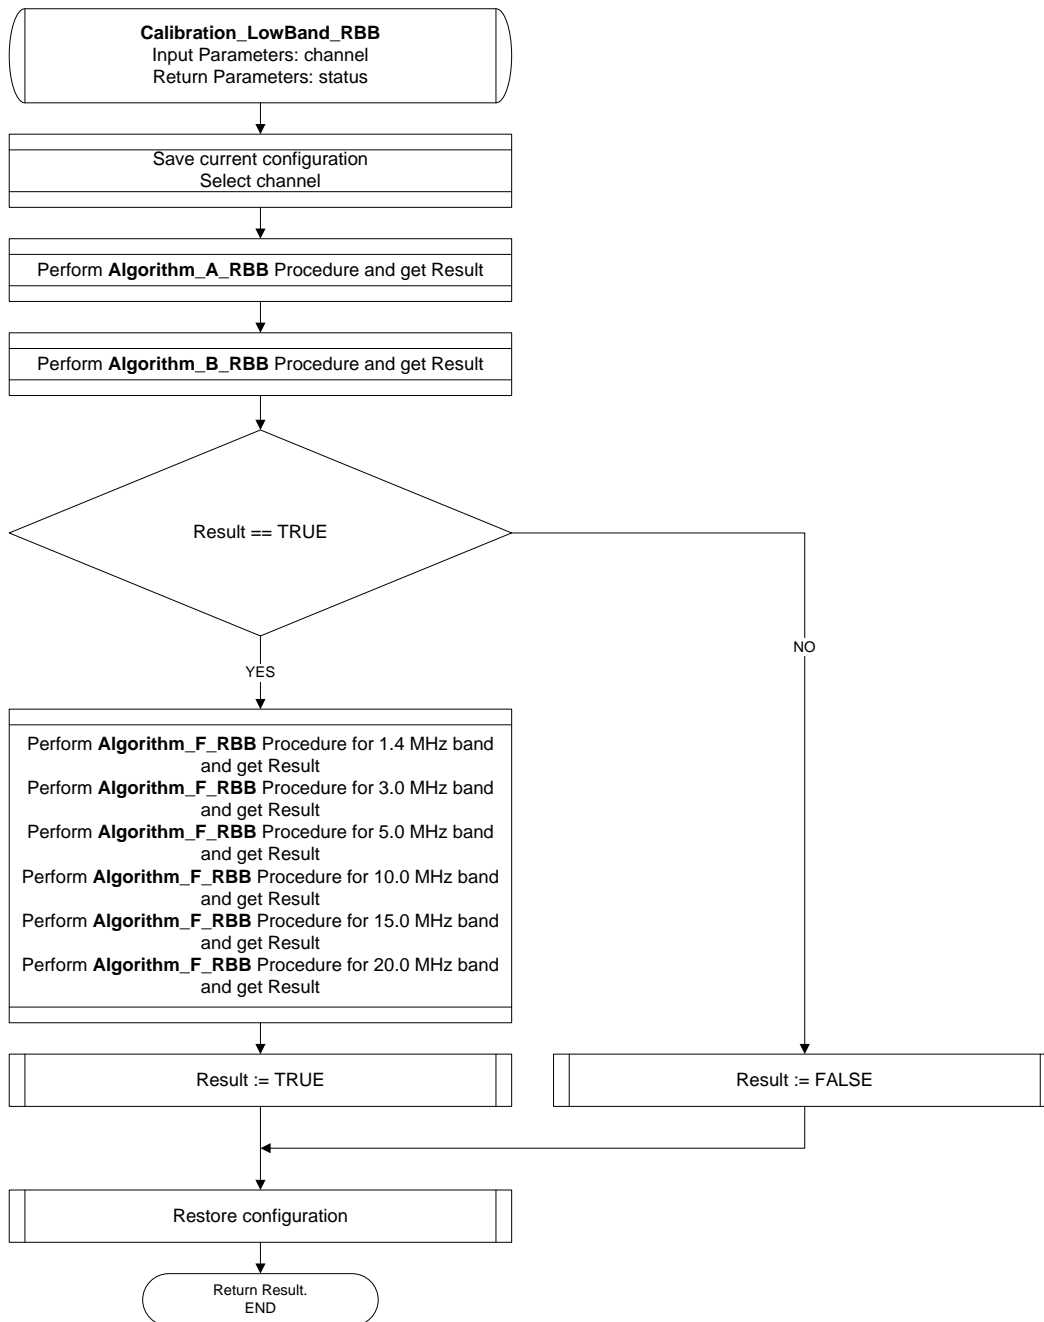 Calibration_LowBand_RBB
Input Parameters: channel
Return Parameters: status
Save current configuration
Select channel
Perform Algorithm_A_RBB Procedure and get Result
Perform Algorithm_B_RBB Procedure and get Result
Result == TRUE
NO
YES
Perform Algorithm_F_RBB Procedure for 1.4 MHz band
and get Result
Perform Algorithm_F_RBB Procedure for 3.0 MHz band
and get Result
Perform Algorithm_F_RBB Procedure for 5.0 MHz band
and get Result
Perform Algorithm_F_RBB Procedure for 10.0 MHz band
and get Result
Perform Algorithm_F_RBB Procedure for 15.0 MHz band
and get Result
Perform Algorithm_F_RBB Procedure for 20.0 MHz band
and get Result
Result := TRUE
Result := FALSE
Restore configuration
Return Result.
END